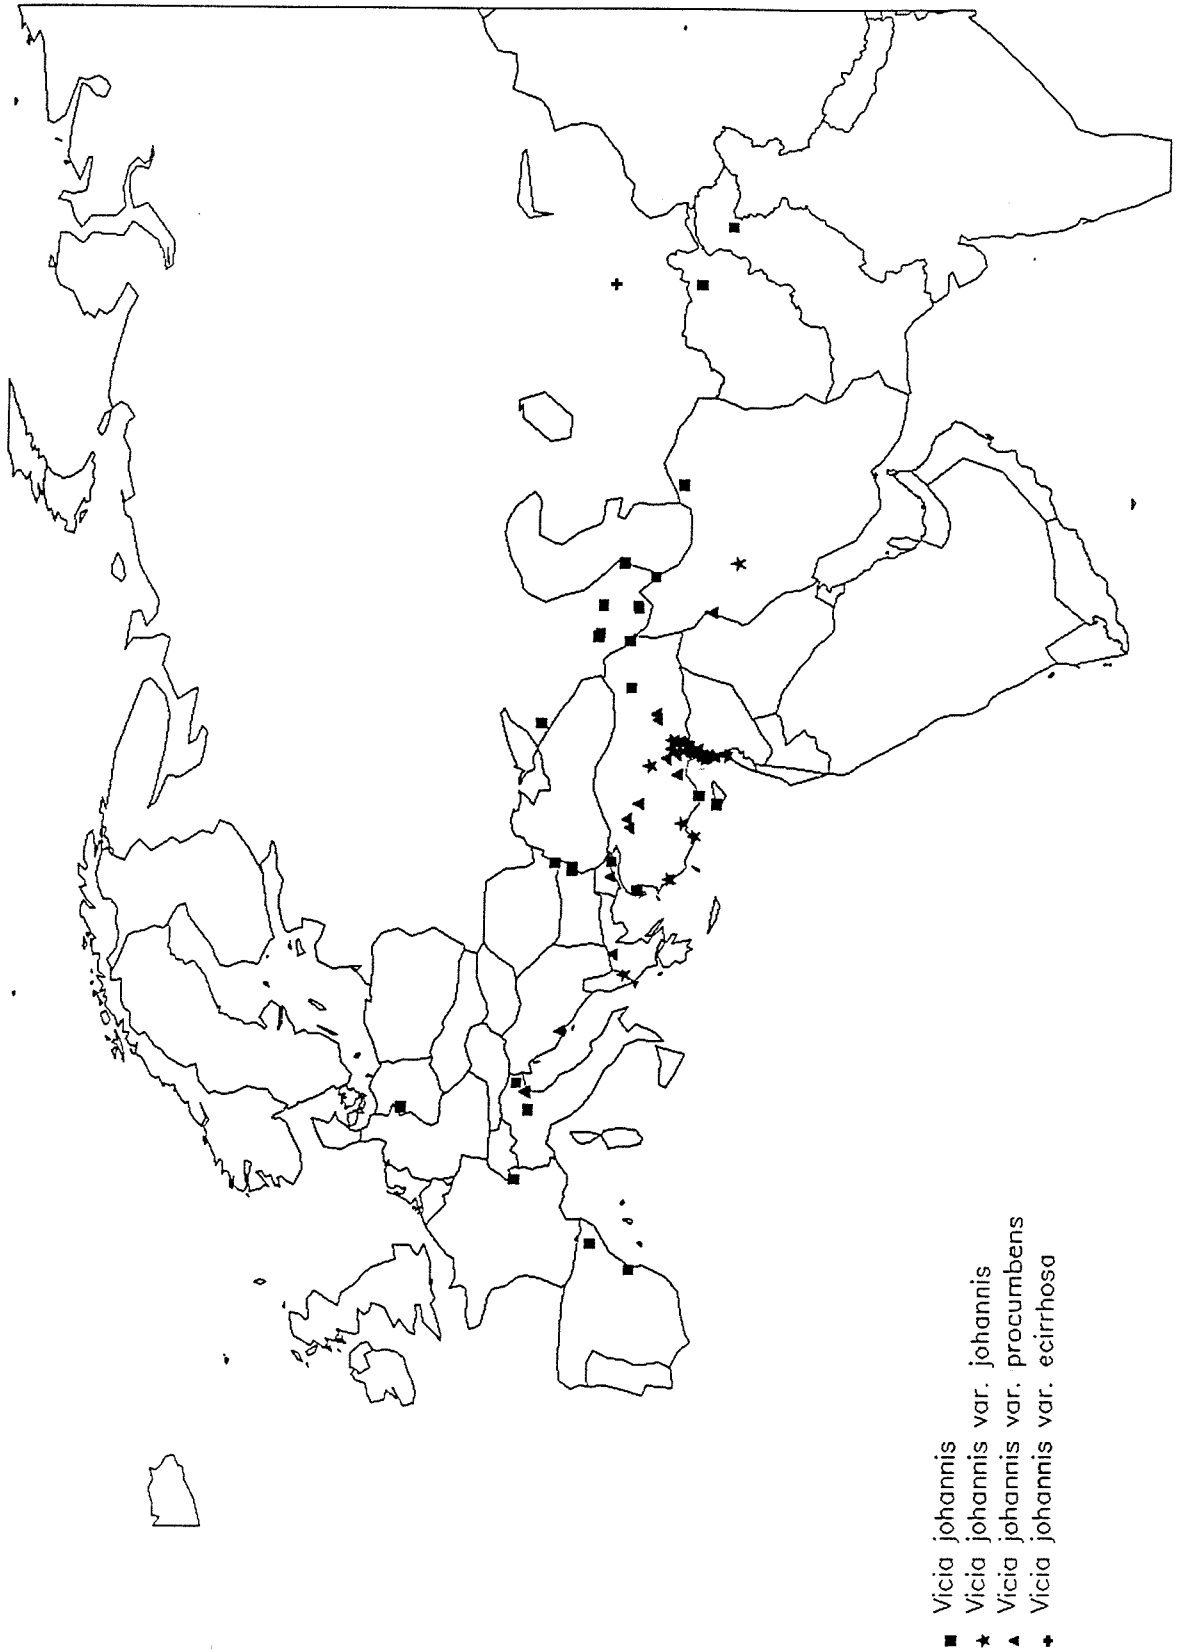 Vicia johannis
Vicia johannis var. johannis
Vicia johannis var. procumbens
Vicia johannis var. ecirrhosa